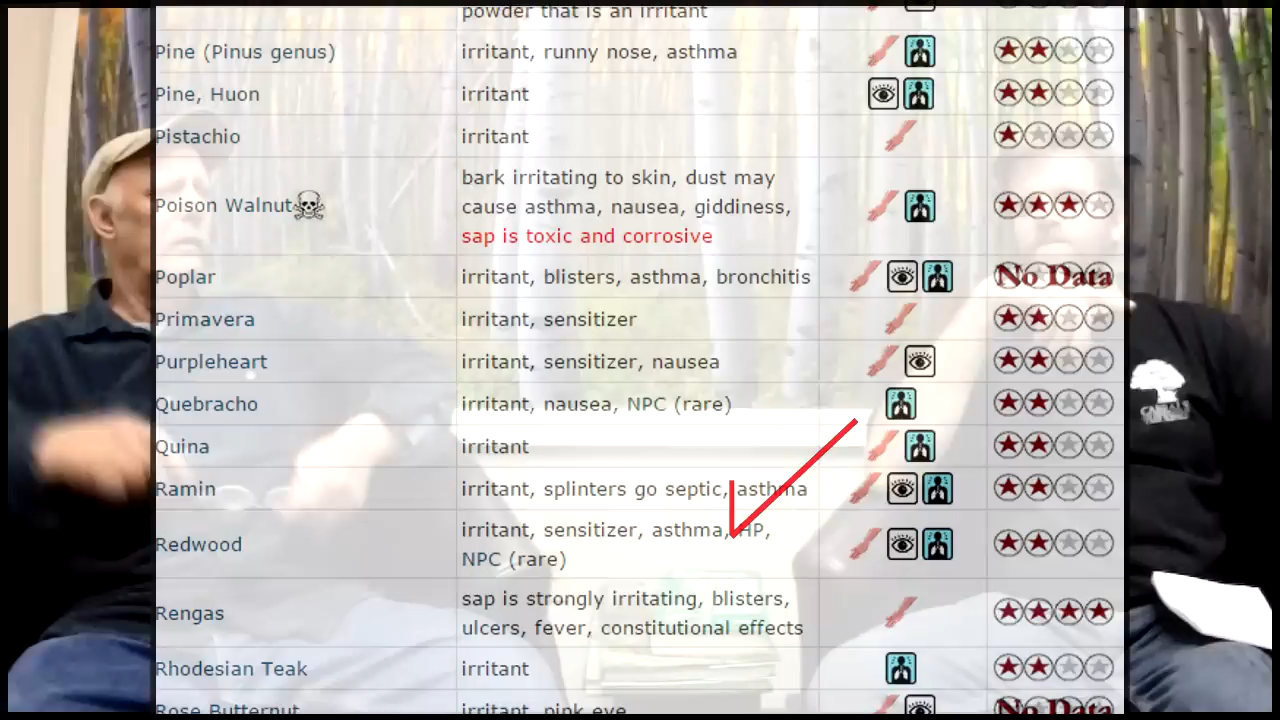 powder that is an irritant
Pine (Pinus genus) irritant, runny nose, asthma
Pine, Huon irritant
Pistachio irritant
bark irritating to skin, dust may
Poison Walnut cause asthma, nausea, giddiness,
sap is toxic and corrosive
Poplar irritant, blisters, asthma, bronchitis No Data
Primavera irritant, sensitizer
Purpleheart irritant, sensitizer, nausea
Quebracho irritant, nausea, NPC (rare)
Quina irritant
Ramin irritant, splinters go septic, asthma
irritant, sensitizer, asthma, HP,
Redwood
NPC (rare)
sap is strongly irritating, blisters,
Rengas
ulcers, fever, constitutional effects
Rhodesian Teak irritant
Rose Butternut irritant, pink eye No Data